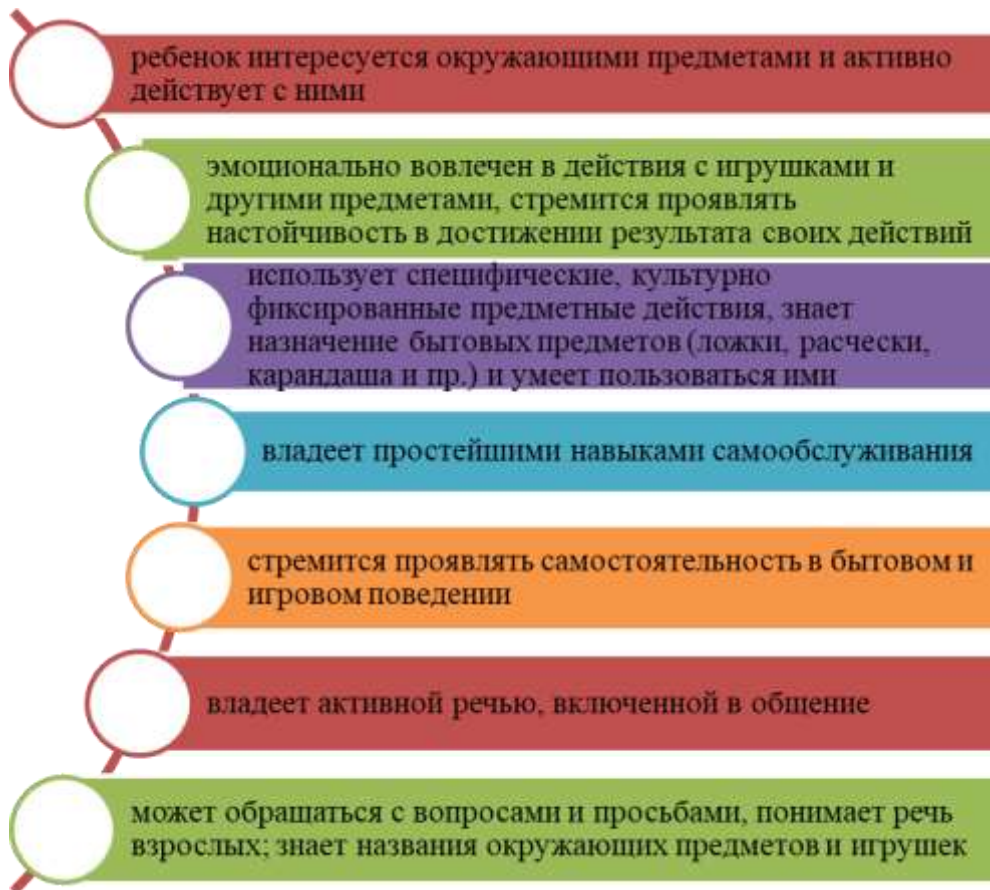 ребенок интересуется окружающими предметами и активно
действует с ними
эмоционально вовлечен в действия с игрушками и
другими предметами, стремится проявлять
настойчивость в достижении результата своих действий
использует специфические, культурно
фиксированные предметные действия, знает
назначение бытовых предметов (ложки, расчески,
карандаша и пр.) и умеет пользоваться ими
владеет простейшими навыками самообслуживания
стремится проявлять самостоятельность в бытовом и
игровом поведении
владеет активной речью, включенной в общение
может обращаться с вопросами и просьбами, понимает речь
взрослых; знает названия окружающих предметов и игрушек